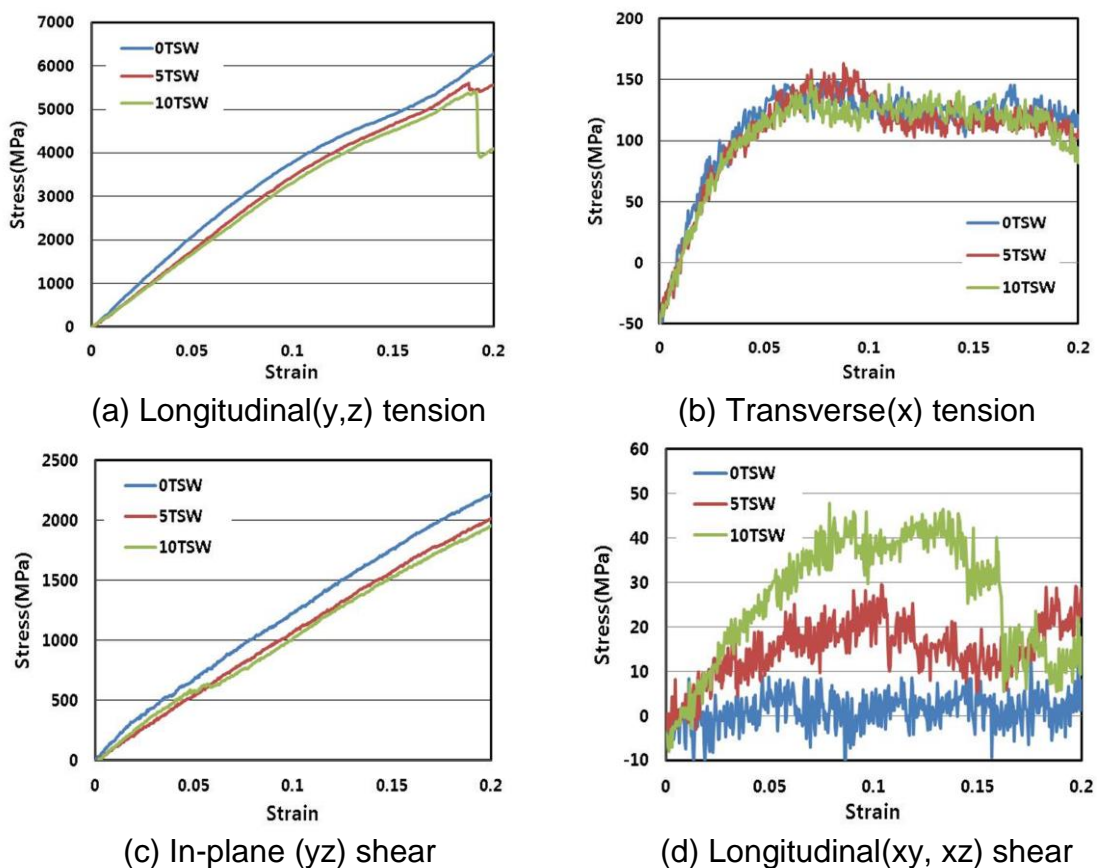 7000
6000
5000
4000
3000
2000
1000
0
Stress(MPa)
0TSW
5TSW
10TSW
0 0.05 0.1 0.15 0.2
Strain
(a) Longitudinal(y,z) tension
200
150
100
50
0
-50
Stress(MPa)
0TSW
5TSW
10TSW
0 0.05 0.1 0.15 0.2
Strain
(b) Transverse(x) tension
2500
2000
1500
1000
500
0
Stress(MPa)
0TSW
5TSW
10TSW
0 0.05 0.1 0.15 0.2
Strain
(c) In-plane (yz) shear
60
50
40
30
20
10
0
-10
Stress(MPa)
0TSW
5TSW
10TSW
0 0.05 0.1 0.15 0.2
Strain
(d) Longitudinal(xy, xz) shear